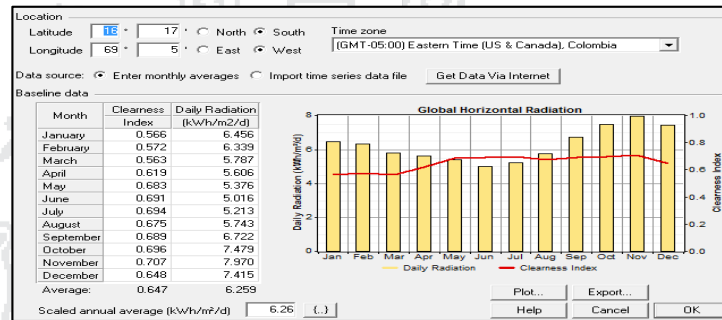 Location
Latitude 16 ° 17 ' North South Time zone
Longitude 69 ° 5 ' East West (GMT-05:00) Eastern Time (US & Canada), Colombia
Data source: Enter monthly averages Import time series data file Get Data Via Internet
Baseline data
Month Clearness Index Daily Radiation (kWh/m2/d)
January 0.566 6.456
February 0.572 6.339
March 0.563 5.787
April 0.619 5.606
May 0.683 5.376
June 0.691 5.016
July 0.694 5.213
August 0.675 5.743
September 0.689 6.722
October 0.696 7.479
November 0.707 7.970
December 0.648 7.415
Average: 0.647 6.259
Scaled annual average (kWh/m²/d) 6.26 {..}
Global Horizontal Radiation
Daily Radiation (kWh/m²/d)
8
6
4
2
0
Jan Feb Mar Apr May Jun Jul Aug Sep Oct Nov Dec
1.0
0.8
0.6
0.4
0.2
0.0
Clearness Index
Daily Radiation Clearness Index
Plot... Export...
Help Cancel OK